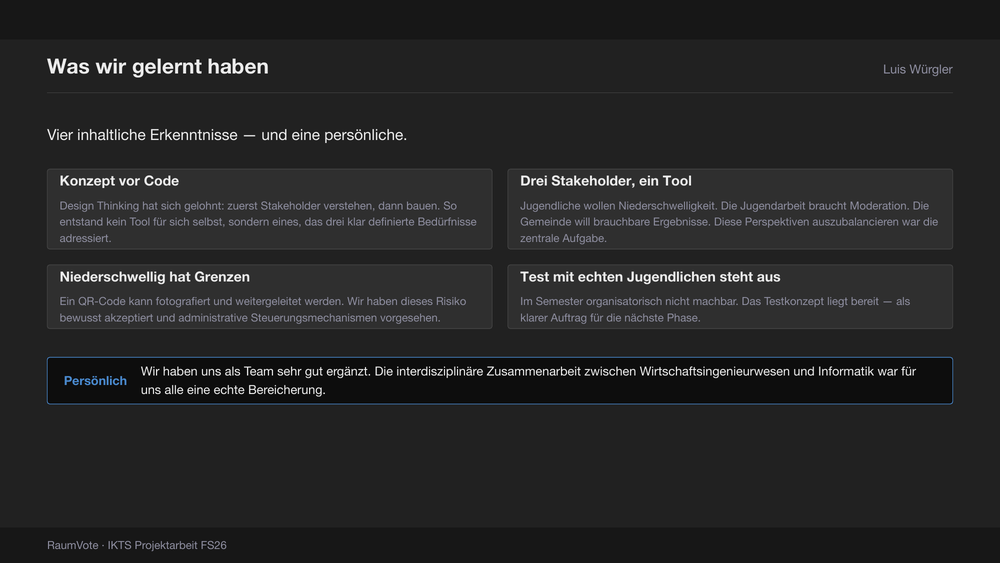 Was wir gelernt haben
Luis Würgler
Vier inhaltliche Erkenntnisse — und eine persönliche.
Konzept vor Code
Design Thinking hat sich gelohnt: zuerst Stakeholder verstehen, dann bauen. So
entstand kein Tool für sich selbst, sondern eines, das drei klar definierte Bedürfnisse
adressiert.
Drei Stakeholder, ein Tool
Jugendliche wollen Niederschwelligkeit. Die Jugendarbeit braucht Moderation. Die
Gemeinde will brauchbare Ergebnisse. Diese Perspektiven auszubalancieren war die
zentrale Aufgabe.
Niederschwellig hat Grenzen
Ein QR-Code kann fotografiert und weitergeleitet werden. Wir haben dieses Risiko
bewusst akzeptiert und administrative Steuerungsmechanismen vorgesehen.
Test mit echten Jugendlichen steht aus
Im Semester organisatorisch nicht machbar. Das Testkonzept liegt bereit — als
klarer Auftrag für die nächste Phase.
Persönlich
Wir haben uns als Team sehr gut ergänzt. Die interdisziplinäre Zusammenarbeit zwischen Wirtschaftsingenieurwesen und Informatik war für
uns alle eine echte Bereicherung.
RaumVote · IKTS Projektarbeit FS26